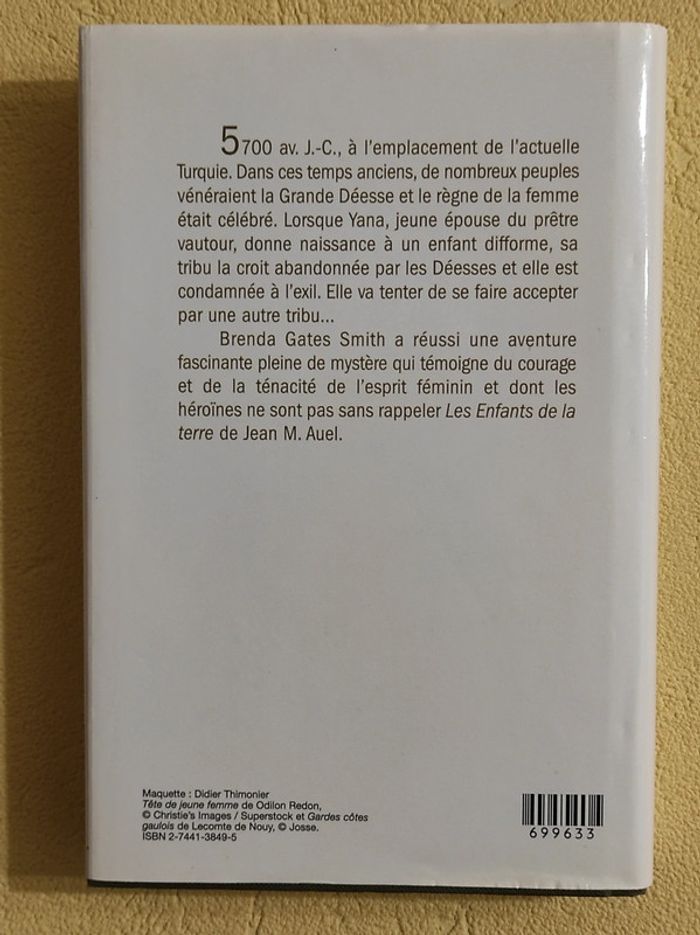 5700 av. J.-C., à l'emplacement de l'actuelle
Turquie. Dans ces temps anciens, de nombreux peuples
vénéraient la Grande Déesse et le règne de la femme
était célébré. Lorsque Yana, jeune épouse du prêtre
vautour, donne naissance à un enfant difforme, sa
tribu la croit abandonnée par les Déesses et elle est
condamnée à l'exil. Elle va tenter de se faire accepter
par une autre tribu...
Brenda Gates Smith a réussi une aventure
fascinante pleine de mystère qui témoigne du courage
et de la ténacité de l'esprit féminin et dont les
héroïnes ne sont pas sans rappeler Les Enfants de la
terre de Jean M. Auel.
Maquette : Didier Thimonier
Tête de jeune femme de Odilon Redon,
© Christie's Images / Superstock et Gardes côtes
gaulois de Lecomte de Nouy, © Josse.
ISBN 2-7441-3849-5
699633